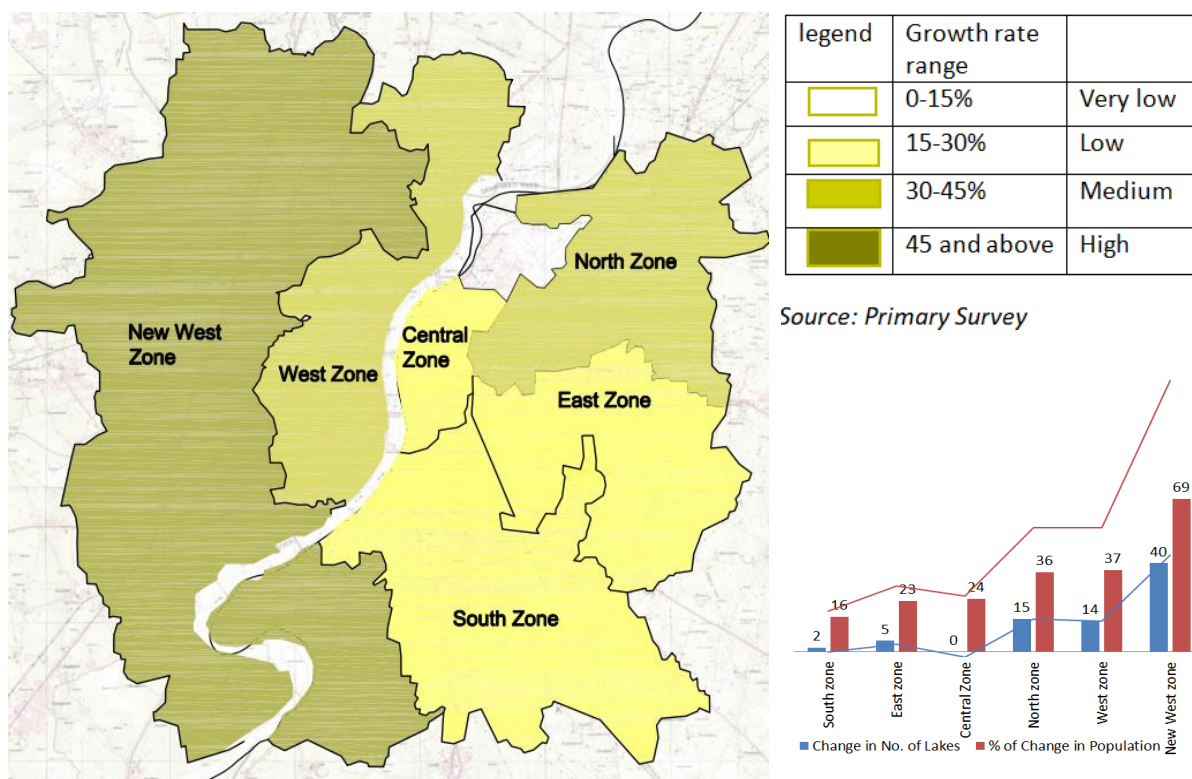 New West
Zone
West Zone
Central
Zone
North Zone
East Zone
South Zone
legend Growth rate
range
0-15% Very low
15-30% Low
30-45% Medium
45 and above High
Source: Primary Survey
2 16 5 23 0 24 15 36 14 37 40 69
South zone
East zone
Central Zone
North zone
West zone
New West zone
Change in No. of Lakes % of Change in Population